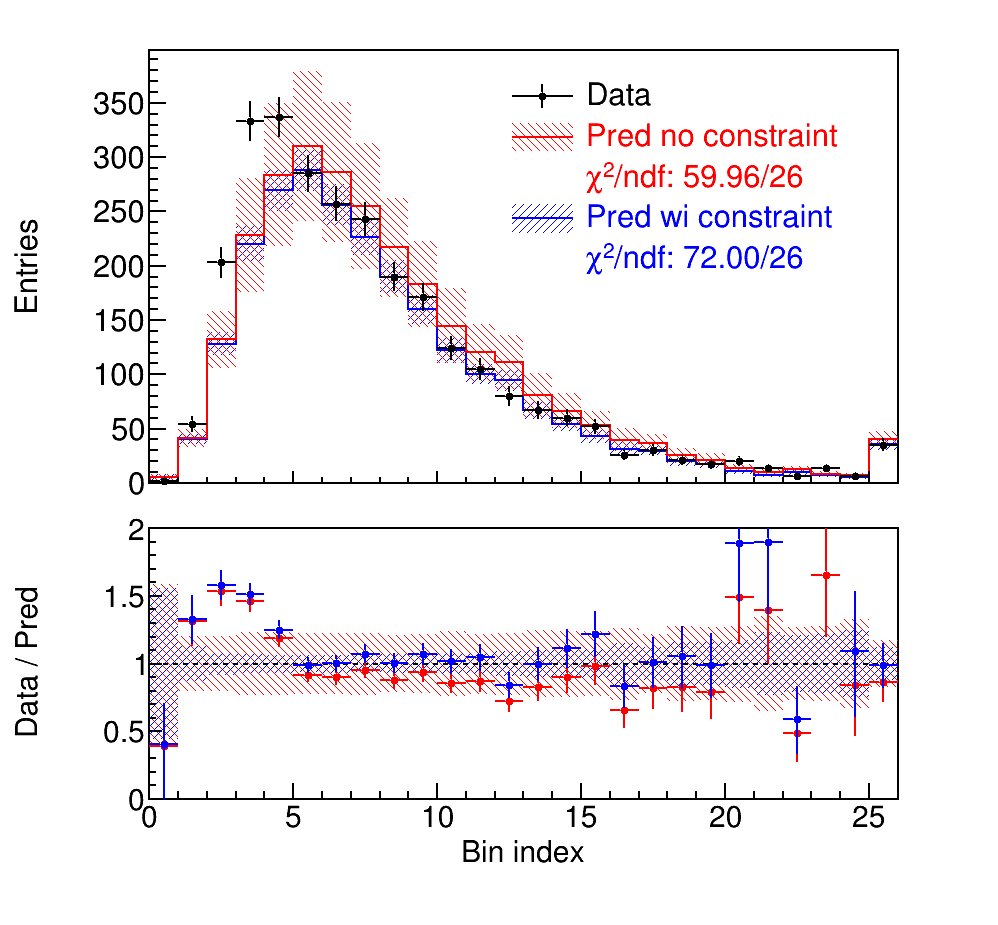 Entries
350
300
250
200
150
100
50
0
Data
Pred no constraint
χ²/ndf: 59.96/26
Pred wi constraint
χ²/ndf: 72.00/26
Data / Pred
2
1.5
1
0.5
0
0 5 10 15 20 25
Bin index